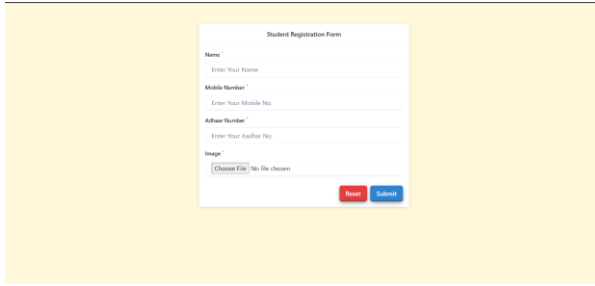 Student Registration Form
Name *
Enter Your Name
Mobile Number *
Enter Your Mobile No.
Adhaar Number *
Enter Your Aadhar No.
Image *
Choose File No file chosen
Reset Submit